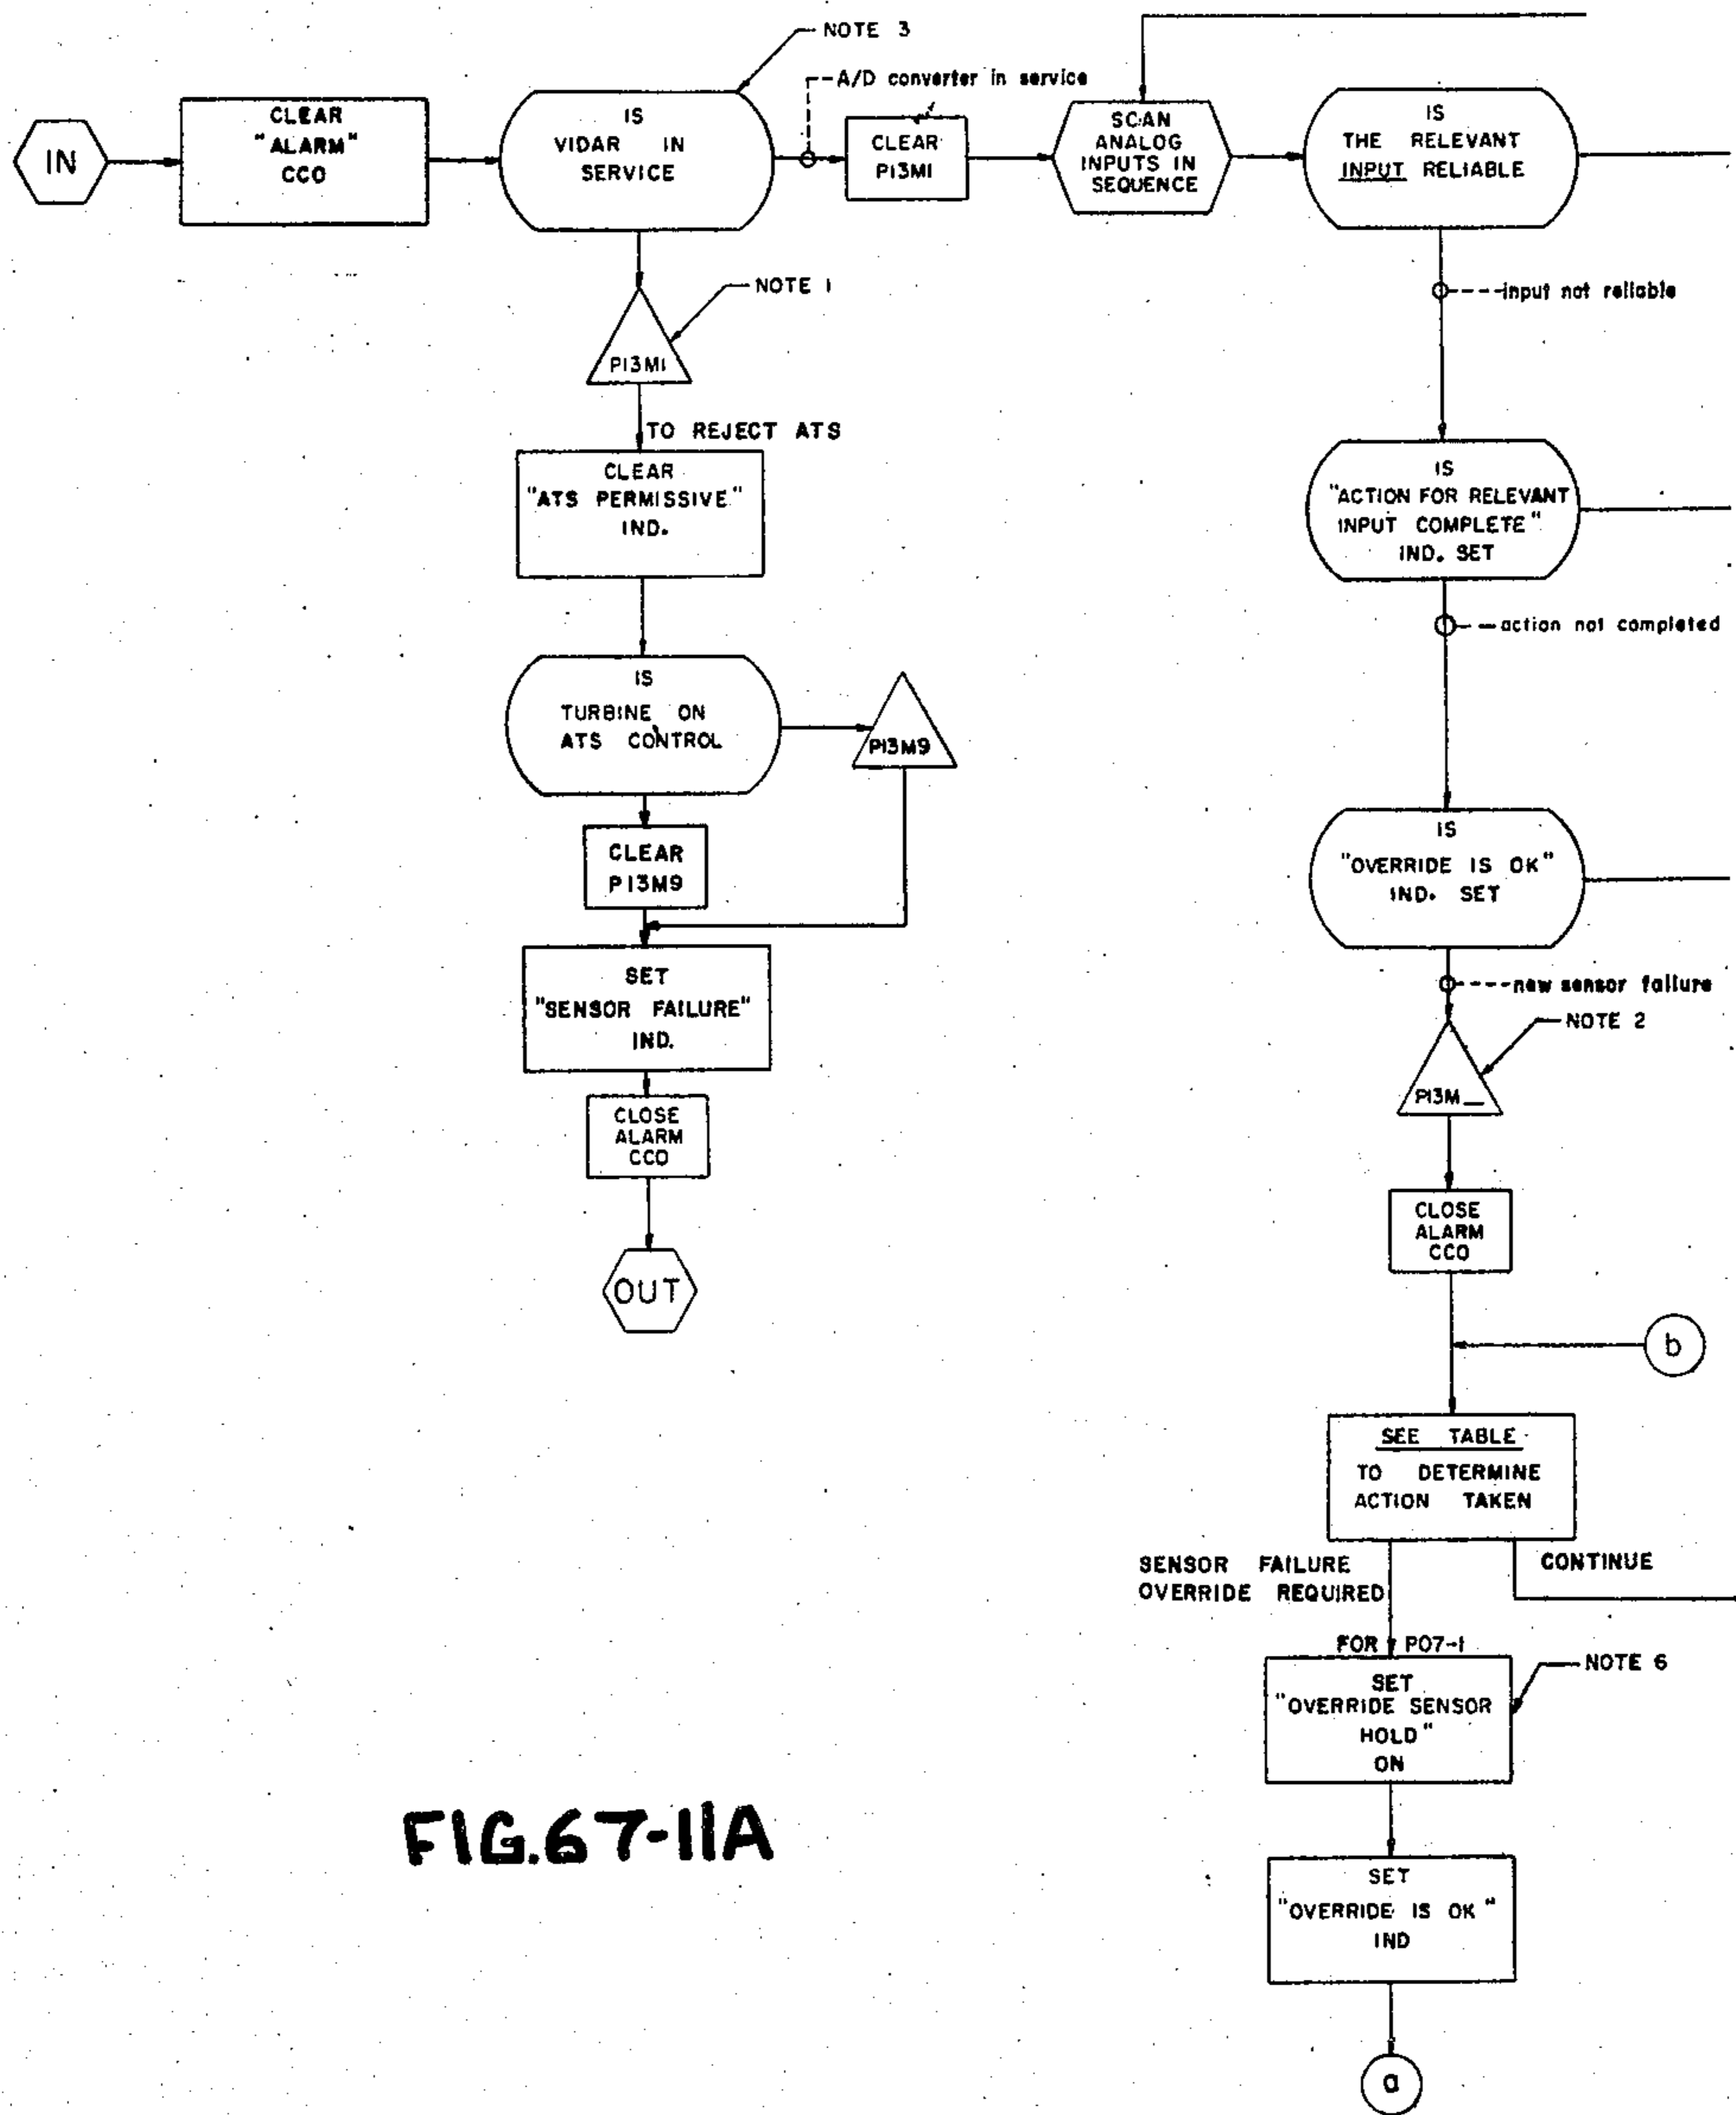 NOTE 3
A/D converter in service
IN
CLEAR
"ALARM"
CCO
IS
VIDAR IN
SERVICE
CLEAR
P13M1
SCAN
ANALOG
INPUTS IN
SEQUENCE
IS
THE RELEVANT
INPUT RELIABLE
NOTE 1
P13M1
TO REJECT ATS
CLEAR
"ATS PERMISSIVE"
IND.
IS
TURBINE ON
ATS CONTROL
P13M9
CLEAR
P13M9
SET
"SENSOR FAILURE"
IND.
CLOSE
ALARM
CCO
OUT
input not reliable
IS
"ACTION FOR RELEVANT
INPUT COMPLETE"
IND. SET
action not completed
IS
"OVERRIDE IS OK"
IND. SET
new sensor failure
NOTE 2
P13M__
CLOSE
ALARM
CCO
b
SEE TABLE
TO DETERMINE
ACTION TAKEN
SENSOR FAILURE
OVERRIDE REQUIRED
CONTINUE
FOR P07-1
NOTE 6
SET
"OVERRIDE SENSOR
HOLD"
ON
SET
"OVERRIDE IS OK"
IND
a
FIG.67-11A